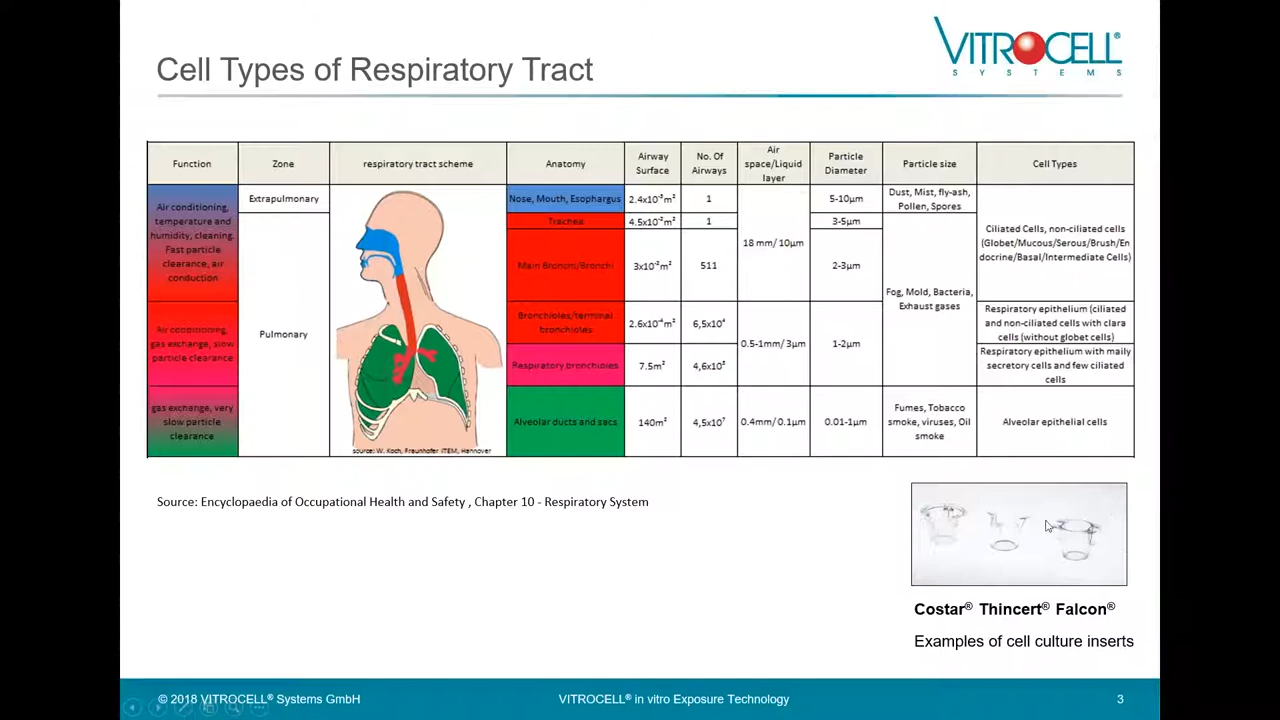 VITROCELL®
SYSTEMS
Cell Types of Respiratory Tract
Function
Zone
respiratory tract scheme
Anatomy
Airway
Surface
No. Of
Airways
Air
space/Liquid
layer
Particle
Diameter
Particle size
Cell Types
Air conditioning,
temperature and
humidity, cleaning.
Fast particle
clearance, air
conduction
Extrapulmonary
Nose, Mouth, Esophargus
2.4x10⁻³m²
1
18 mm/ 10µm
5-10µm
Dust, Mist, fly-ash,
Pollen, Spores
Ciliated Cells, non-ciliated cells
(Globet/Mucous/Serous/Brush/En
docrine/Basal/Intermediate Cells)
Pulmonary
Trachea
4.5x10⁻²m²
1
3-5µm
Fog, Mold, Bacteria,
Exhaust gases
Main Bronchi/Bronchi
3x10⁻²m²
511
2-3µm
Air conditioning,
gas exchange, slow
particle clearance
Bronchioles/terminal
bronchioles
2.6x10⁻⁴m²
6,5x10⁴
0.5-1mm/ 3µm
1-2µm
Respiratory epithelium (ciliated
and non-ciliated cells with clara
cells (without globet cells)
Respiratory bronchioles
7.5m²
Respiratory epithelium with maily
secretory cells and few ciliated
cells
gas exchange, very
slow particle
clearance
Alveolar ducts and sacs
140m²
4,5x10⁷
0.4mm/ 0.1µm
0.01-1µm
Fumes, Tobacco
smoke, viruses, Oil
smoke
Alveolar epithelial cells
source: W. Koch, Fraunhofer ITEM, Hannover
Source: Encyclopaedia of Occupational Health and Safety , Chapter 10 - Respiratory System
Costar® Thincert® Falcon®
Examples of cell culture inserts
© 2018 VITROCELL® Systems GmbH
VITROCELL® in vitro Exposure Technology
3